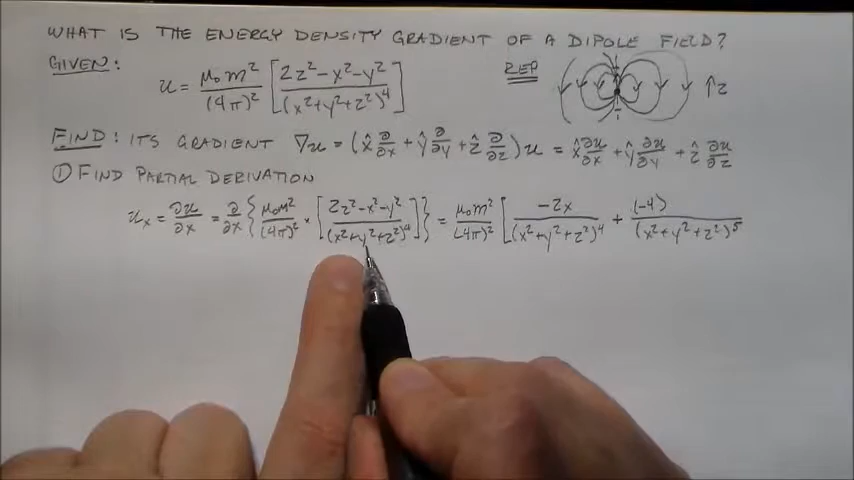 WHAT IS THE ENERGY DENSITY GRADIENT OF A DIPOLE FIELD?
GIVEN: u = μ₀m²/(4π)² [(2z²-x²-y²)/(x²+y²+z²)⁴] REP ↑z
FIND: ITS GRADIENT ∇u = (x̂ ∂/∂x + ŷ ∂/∂y + ẑ ∂/∂z)u = x̂ ∂u/∂x + ŷ ∂u/∂y + ẑ ∂u/∂z
① FIND PARTIAL DERIVATION
uₓ = ∂u/∂x = ∂/∂x {μ₀m²/(4π)² × [(2z²-x²-y²)/(x²+y²+z²)⁴]} = μ₀m²/(4π)² [-2x/(x²+y²+z²)⁴ + (-4)/(x²+y²+z²)⁵